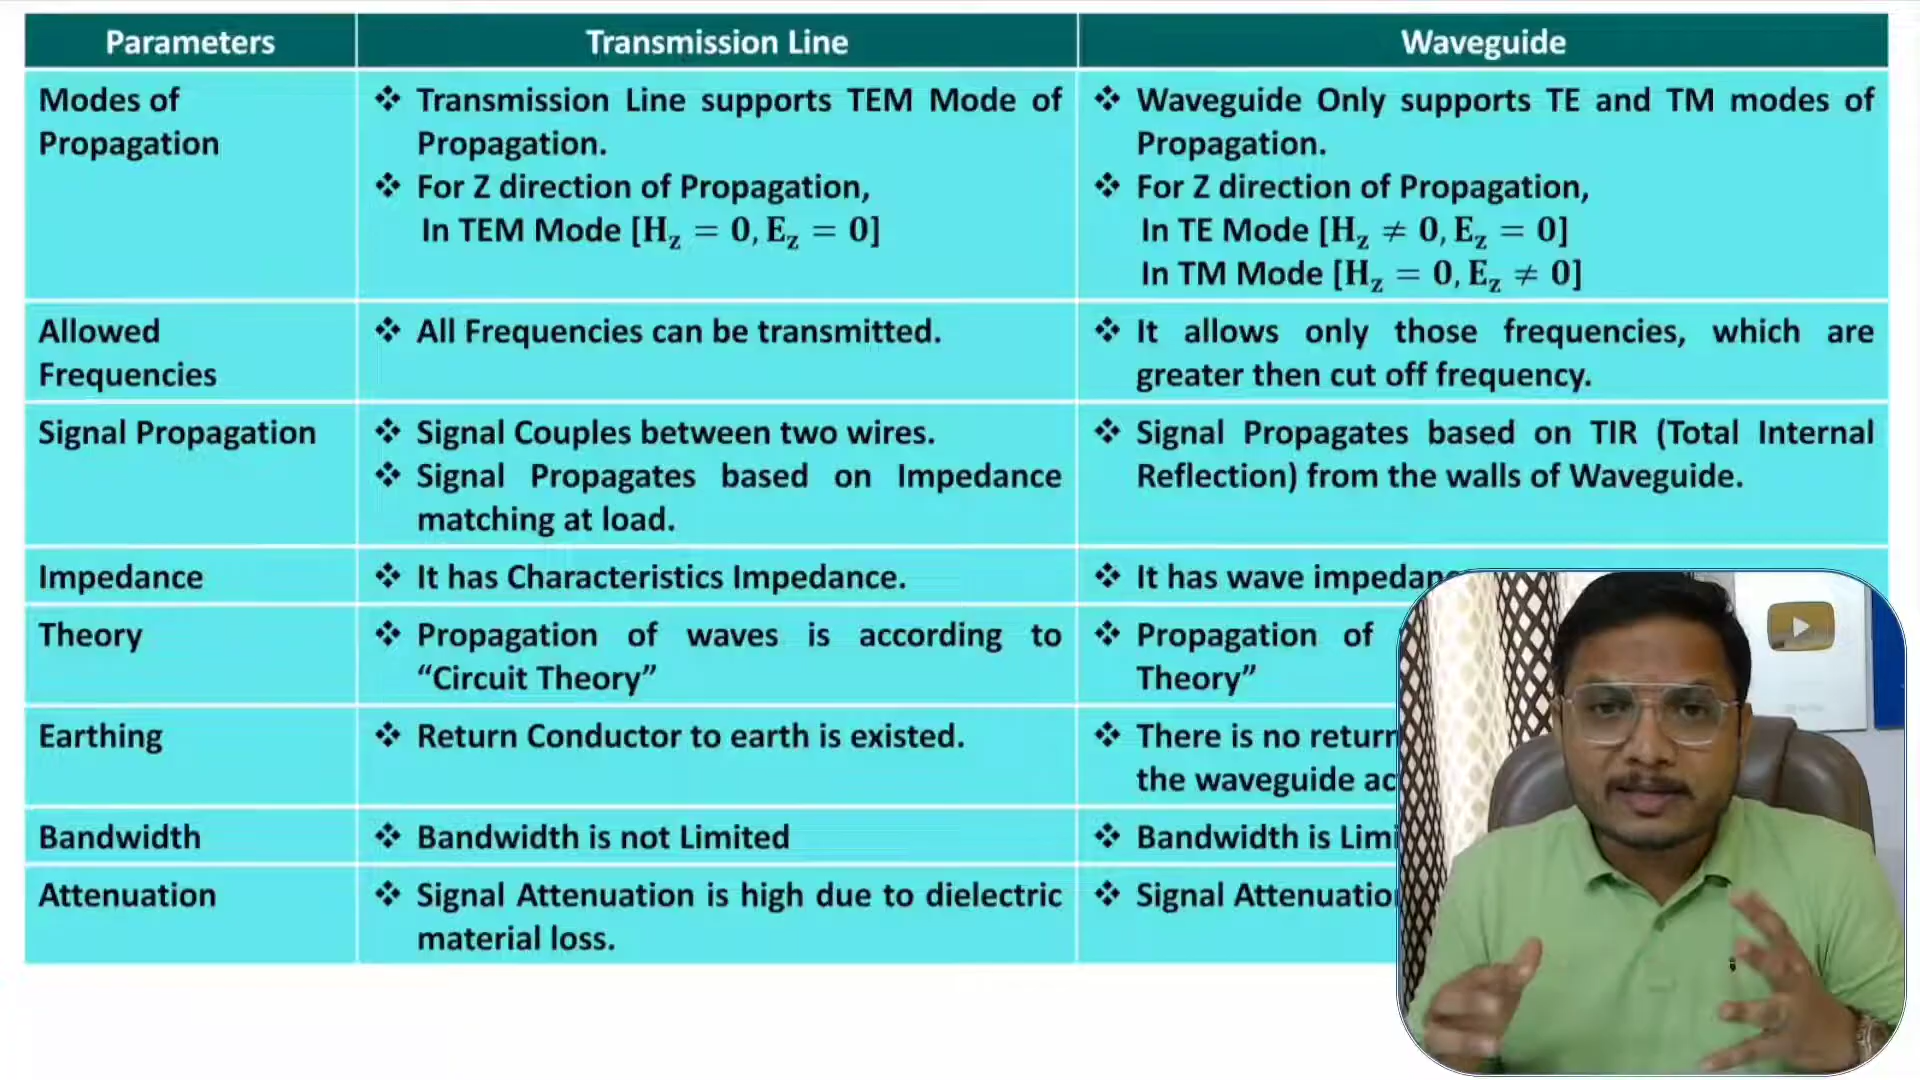 Parameters
Transmission Line
Waveguide
Modes of
Propagation
❖ Transmission Line supports TEM Mode of
Propagation.
❖ For Z direction of Propagation,
In TEM Mode [H_z = 0, E_z = 0]
❖ Waveguide Only supports TE and TM modes of
Propagation.
❖ For Z direction of Propagation,
In TE Mode [H_z ≠ 0, E_z = 0]
In TM Mode [H_z = 0, E_z ≠ 0]
Allowed
Frequencies
❖ All Frequencies can be transmitted.
❖ It allows only those frequencies, which are
greater then cut off frequency.
Signal Propagation
❖ Signal Couples between two wires.
❖ Signal Propagates based on Impedance
matching at load.
❖ Signal Propagates based on TIR (Total Internal
Reflection) from the walls of Waveguide.
Impedance
❖ It has Characteristics Impedance.
❖ It has wave
Theory
❖ Propagation of waves is according to
“Circuit Theory”
❖ Propagation of
Theory”
Earthing
❖ Return Conductor to earth is existed.
❖ There is no return
the waveguide
Bandwidth
❖ Bandwidth is not Limited
❖ Bandwidth is
Attenuation
❖ Signal Attenuation is high due to dielectric
material loss.
❖ Signal